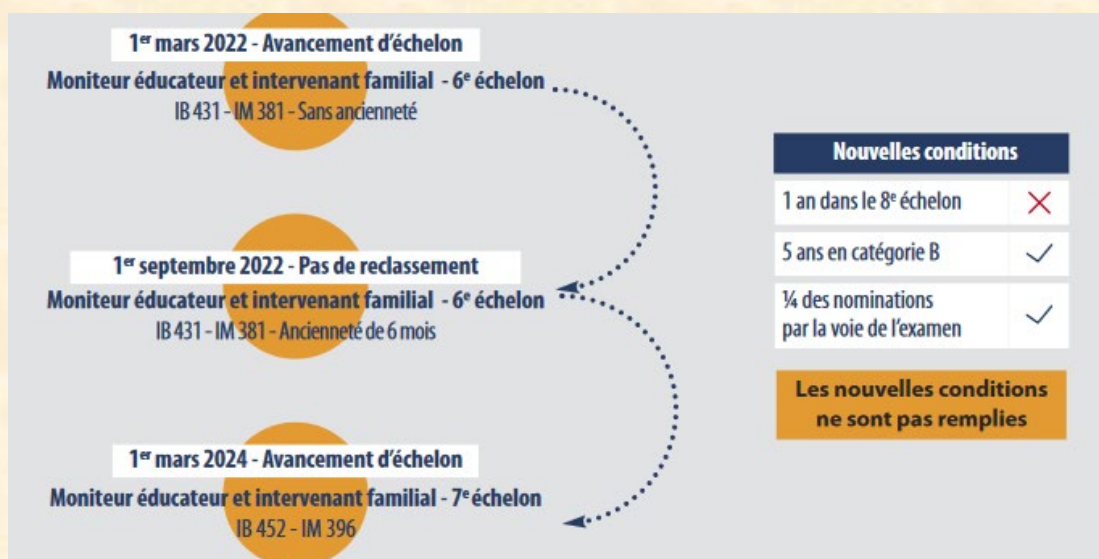 1er mars 2022 - Avancement d’échelon
Moniteur éducateur et intervenant familial - 6e échelon
IB 431 - IM 381 - Sans ancienneté
1er septembre 2022 - Pas de reclassement
Moniteur éducateur et intervenant familial - 6e échelon
IB 431 - IM 381 - Ancienneté de 6 mois
1er mars 2024 - Avancement d’échelon
Moniteur éducateur et intervenant familial - 7e échelon
IB 452 - IM 396
Nouvelles conditions
1 an dans le 8e échelon
5 ans en catégorie B
¼ des nominations
par la voie de l’examen
Les nouvelles conditions
ne sont pas remplies